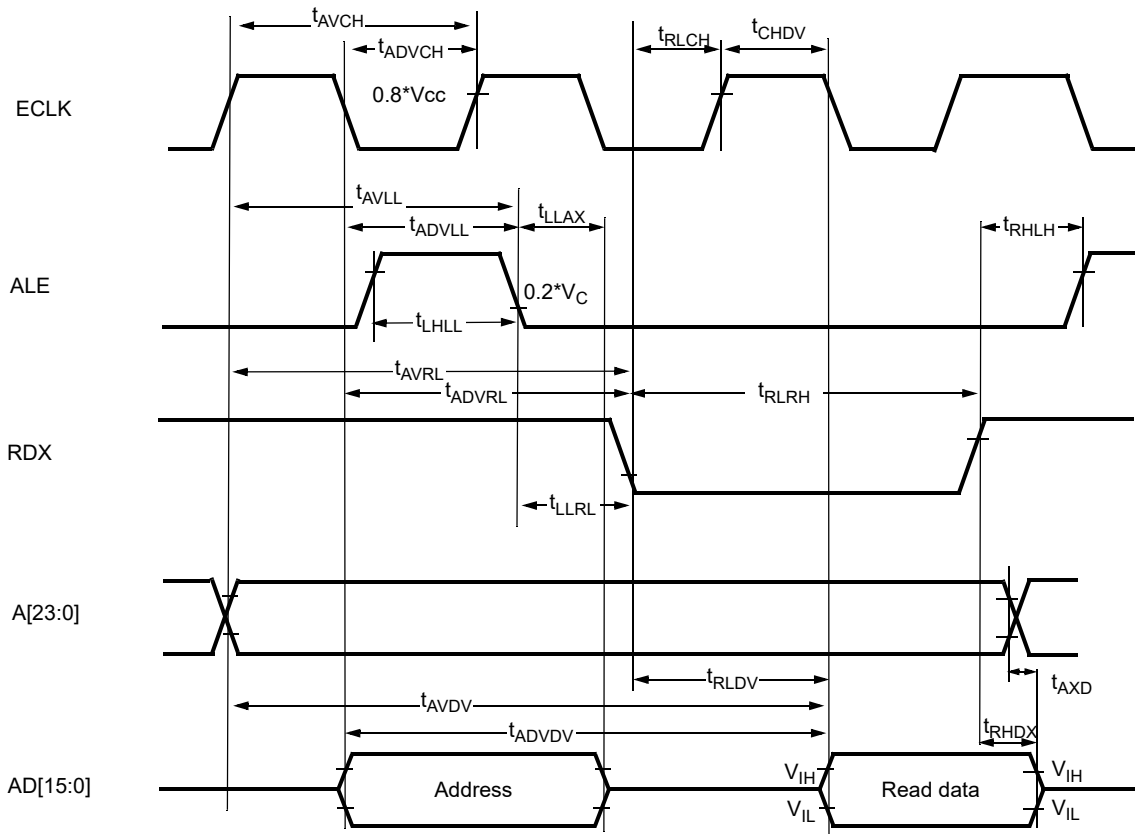 tAVCH
tADVCH
tRLCH
tCHDV
ECLK
0.8*Vcc
tAVLL
tADVLL
tLLAX
tRHLH
ALE
0.2*VC
tLHLL
tAVRL
tADVRL
tRLRH
RDX
tLLRL
A[23:0]
tRLDV
tAXD
tAVDV
tADVDV
tRHDX
AD[15:0]
Address
VIH
VIL
Read data
VIH
VIL